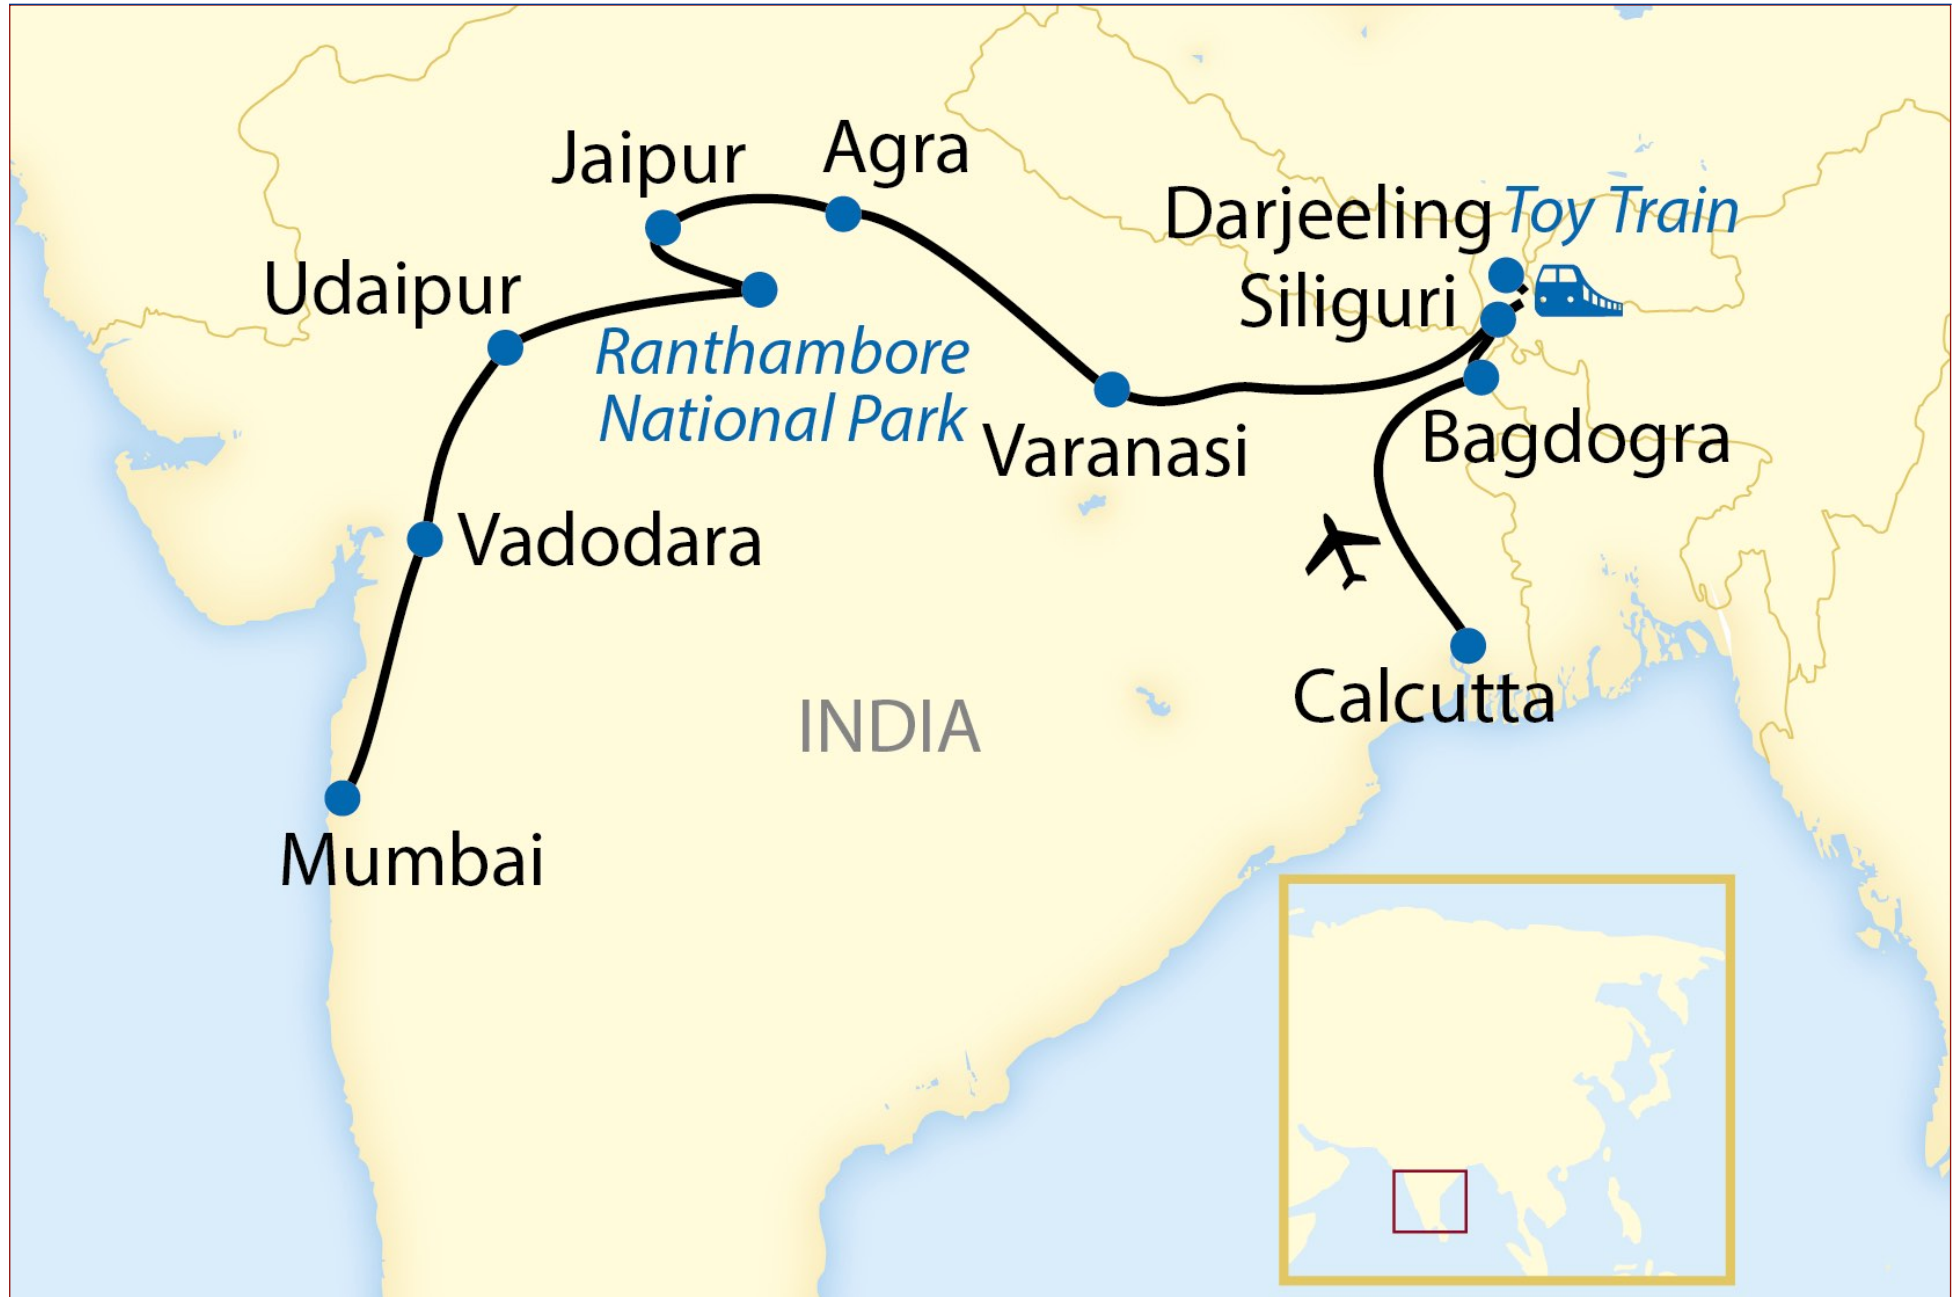 Jaipur
Agra
Darjeeling
Toy Train
Udaipur
Siliguri
Ranthambore
National Park
Varanasi
Bagdogra
Vadodara
Calcutta
INDIA
Mumbai